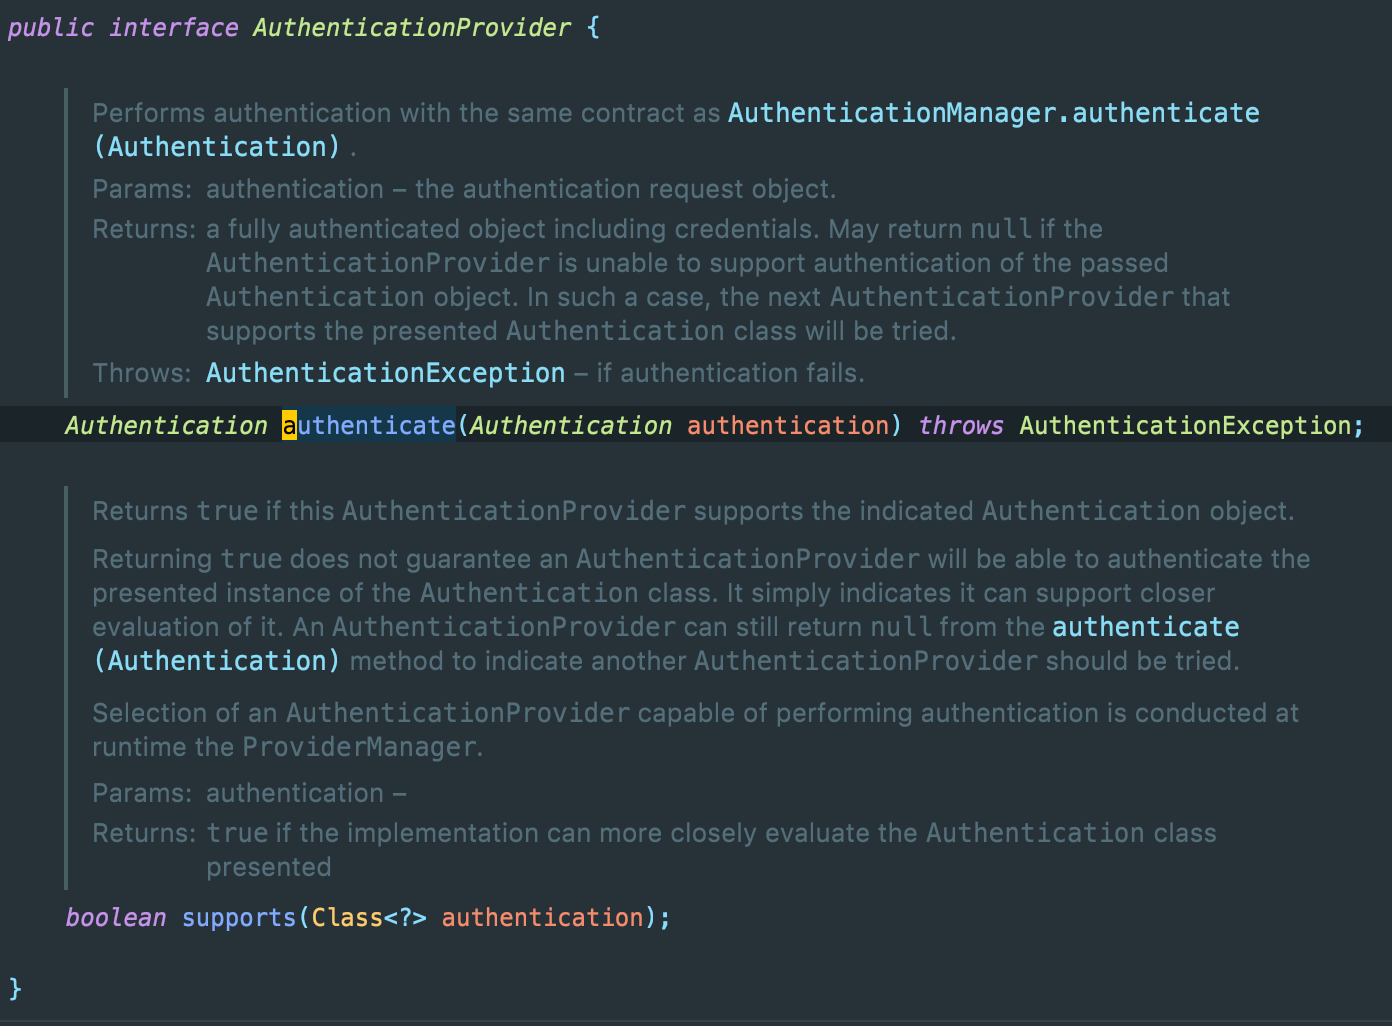 public interface AuthenticationProvider {
Performs authentication with the same contract as AuthenticationManager.authenticate
(Authentication) .
Params: authentication – the authentication request object.
Returns: a fully authenticated object including credentials. May return null if the
AuthenticationProvider is unable to support authentication of the passed
Authentication object. In such a case, the next AuthenticationProvider that
supports the presented Authentication class will be tried.
Throws: AuthenticationException – if authentication fails.
Authentication authenticate(Authentication authentication) throws AuthenticationException;
Returns true if this AuthenticationProvider supports the indicated Authentication object.
Returning true does not guarantee an AuthenticationProvider will be able to authenticate the
presented instance of the Authentication class. It simply indicates it can support closer
evaluation of it. An AuthenticationProvider can still return null from the authenticate
(Authentication) method to indicate another AuthenticationProvider should be tried.
Selection of an AuthenticationProvider capable of performing authentication is conducted at
runtime the ProviderManager.
Params: authentication –
Returns: true if the implementation can more closely evaluate the Authentication class
presented
boolean supports(Class<?> authentication);
}